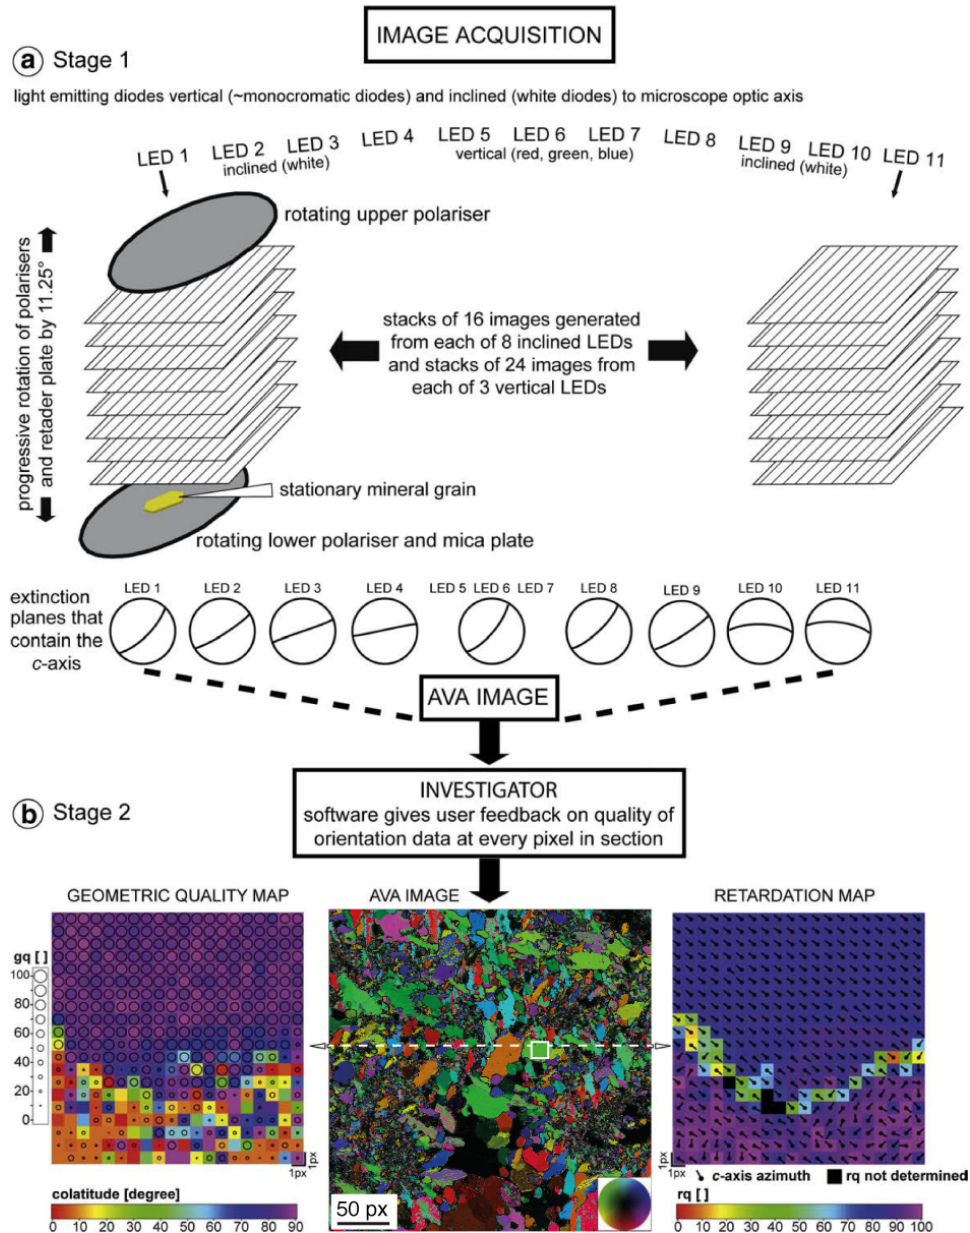 IMAGE ACQUISITION
a Stage 1
light emitting diodes vertical (~monocromatic diodes) and inclined (white diodes) to microscope optic axis
LED 1 LED 2 LED 3 LED 4 LED 5 LED 6 LED 7 LED 8 LED 9 LED 10 LED 11
inclined (white)
vertical (red, green, blue)
inclined (white)
rotating upper polariser
progressive rotation of polarisers
and retader plate by 11.25°
stacks of 16 images generated
from each of 8 inclined LEDs
and stacks of 24 images from
each of 3 vertical LEDs
stationary mineral grain
rotating lower polariser and mica plate
extinction
planes that
contain the
c-axis
LED 1 LED 2 LED 3 LED 4 LED 5 LED 6 LED 7 LED 8 LED 9 LED 10 LED 11
AVA IMAGE
INVESTIGATOR
software gives user feedback on quality of
orientation data at every pixel in section
b Stage 2
GEOMETRIC QUALITY MAP
gq [ ]
100
80
60
40
20
0
1px
1px
colatitude [degree]
0 10 20 30 40 50 60 70 80 90
AVA IMAGE
50 px
RETARDATION MAP
1px
1px
c-axis azimuth
rq not determined
rq [ ]
0 10 20 30 40 50 60 70 80 100